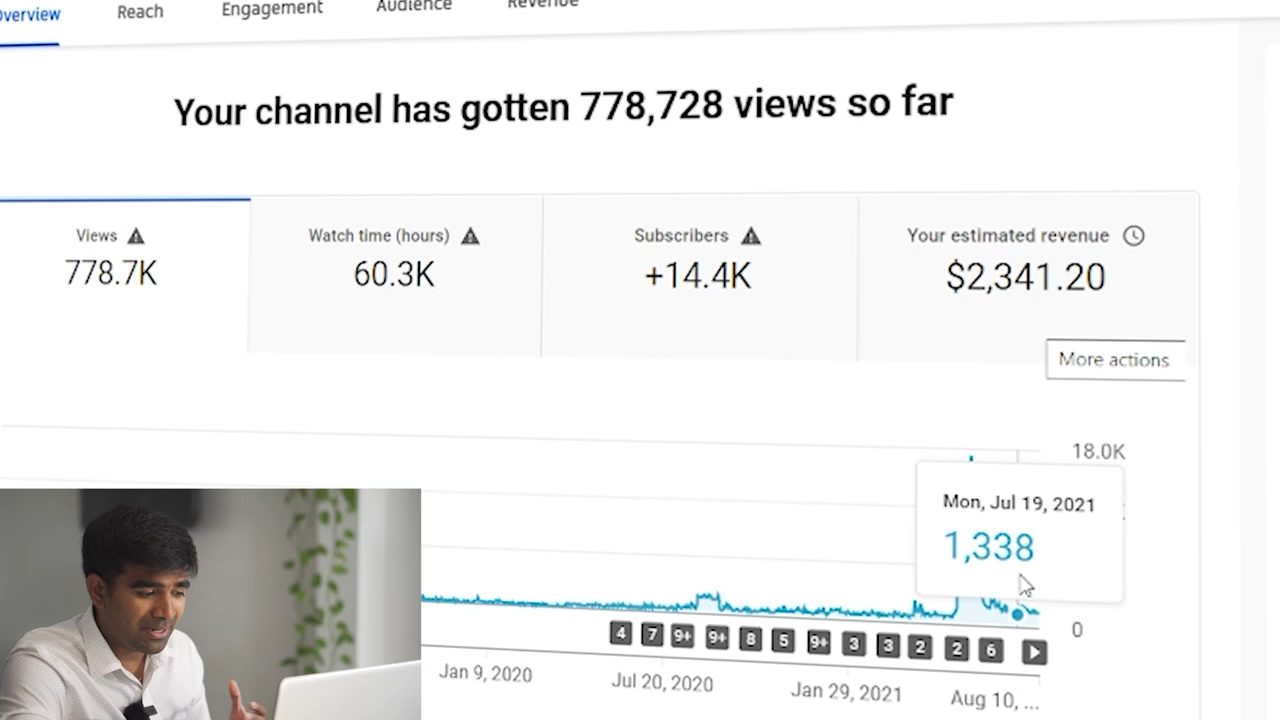 Overview Reach Engagement Audience Revenue
Your channel has gotten 778,728 views so far
Views Watch time (hours) Subscribers Your estimated revenue
778.7K 60.3K +14.4K $2,341.20
More actions
18.0K
Mon, Jul 19, 2021
1,338
0
4 7 9+ 9+ 8 5 9+ 3 3 2 2 6
Jan 9, 2020 Jul 20, 2020 Jan 29, 2021 Aug 10, ...